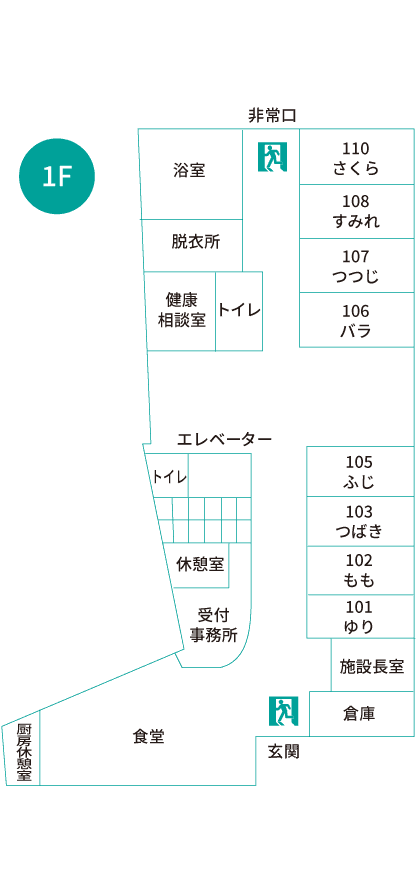 非常口
1F
浴室
110
さくら
108
すみれ
脱衣所
107
つつじ
健康
相談室
トイレ
106
バラ
エレベーター
トイレ
105
ふじ
103
つばき
休憩室
102
もも
受付
事務所
101
ゆり
施設長室
倉庫
食堂
厨房休憩室
玄関